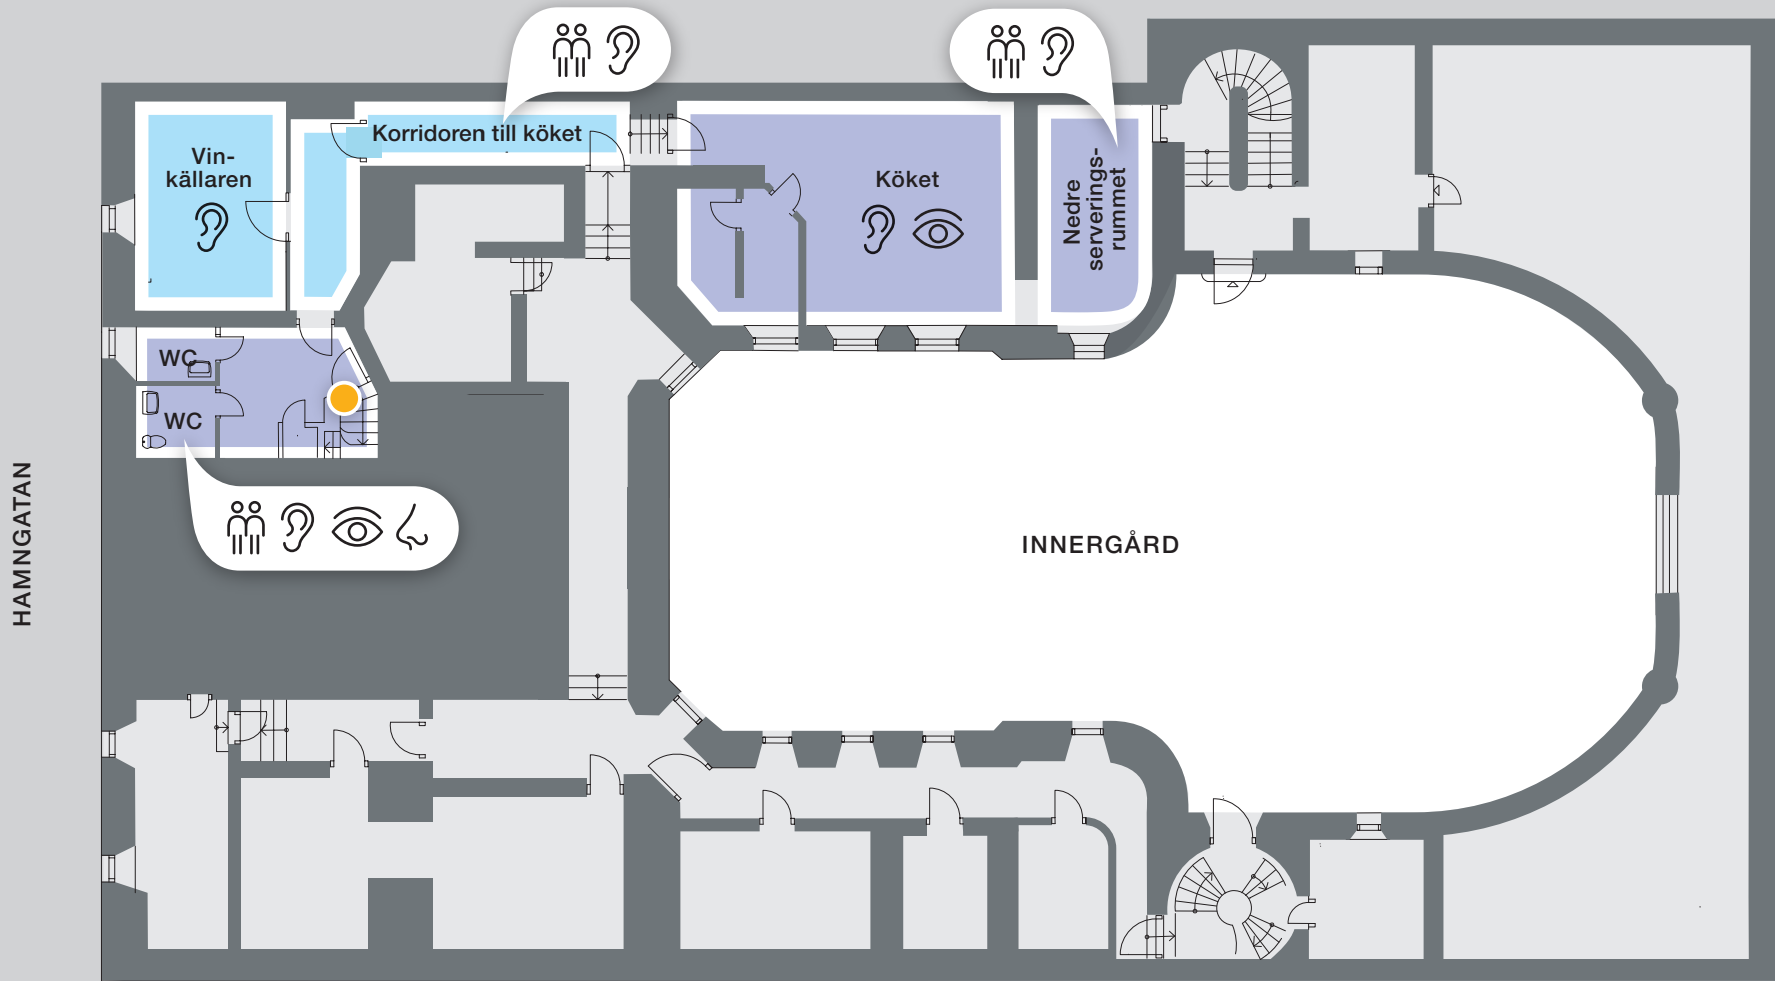 Korridoren till köket
Vin-
källaren
Köket
Nedre
serverings-
rummet
WC
WC
HAMNGATAN
INNERGÅRD